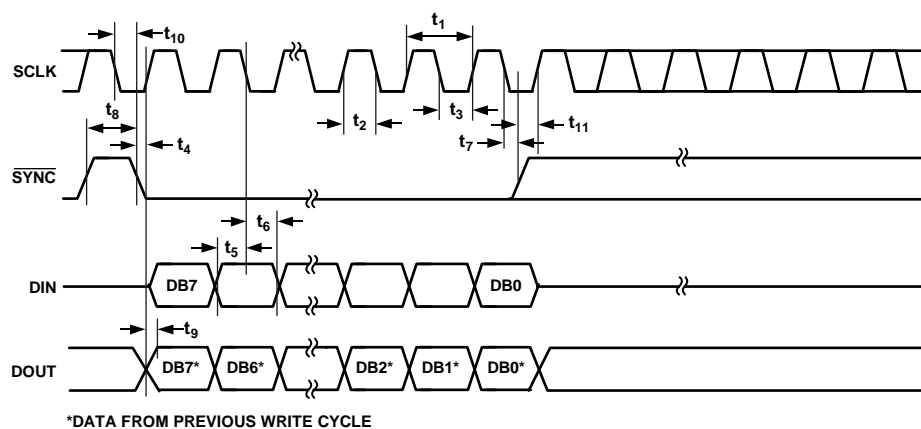 t1
t10
SCLK
t8
t2
t3
t11
t4
t7
SYNC
t6
t5
DIN
DB7
DB0
t9
DOUT
DB7*
DB6*
DB2*
DB1*
DB0*
*DATA FROM PREVIOUS WRITE CYCLE